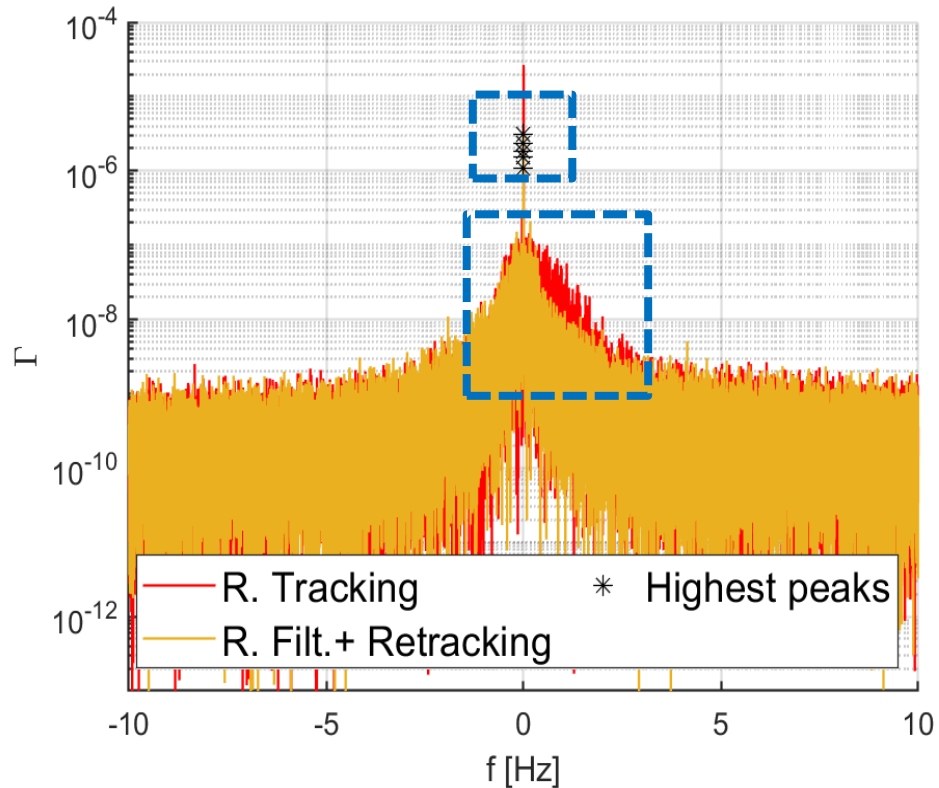 10^-4
10^-6
10^-8
10^-10
10^-12
Γ
R. Tracking
Highest peaks
R. Filt.+ Retracking
-10 -5 0 5 10
f [Hz]